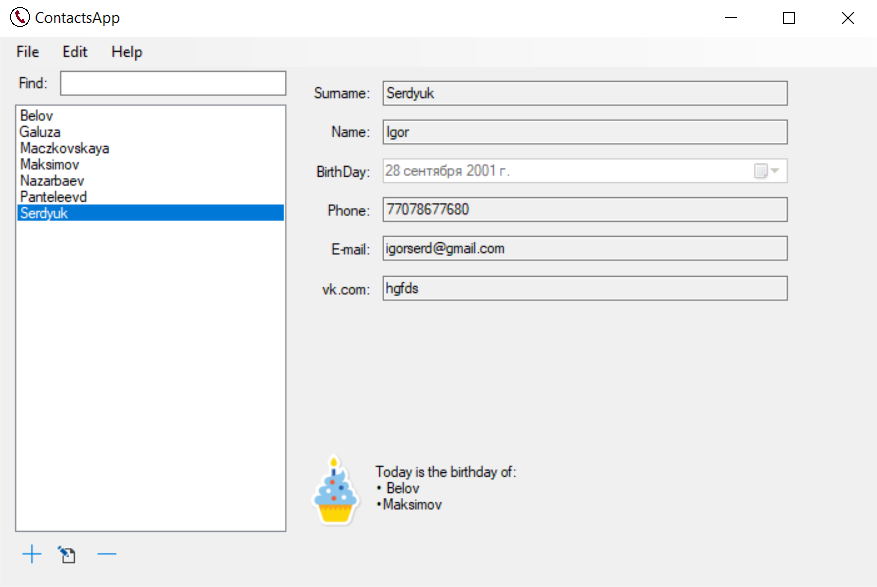 ContactsApp
File Edit Help
Find:
Belov
Galuza
Maczkovskaya
Maksimov
Nazarbaev
Panteleevd
Serdyuk
Surname: Serdyuk
Name: Igor
BirthDay: 28 сентября 2001 г.
Phone: 77078677680
E-mail: igorserd@gmail.com
vk.com: hgfds
Today is the birthday of:
• Belov
•Maksimov